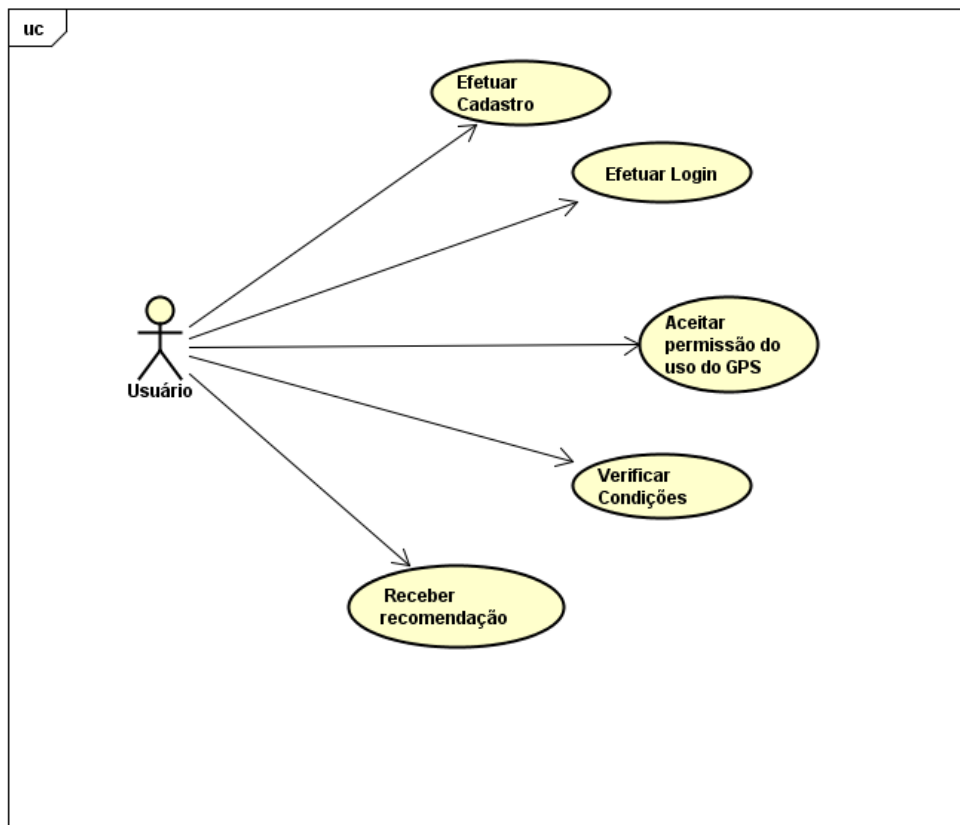 uc
Efetuar
Cadastro
Efetuar Login
Aceitar
permissão do
uso do GPS
Usuário
Verificar
Condições
Receber
recomendação